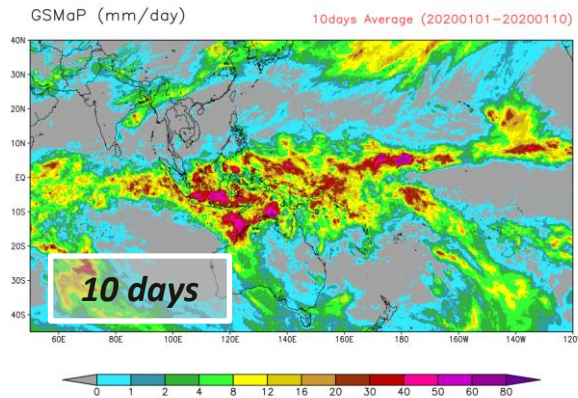 GSMaP (mm/day)
10days Average (20200101-20200110)
40N
30N
20N
10N
EQ
10S
20S
30S
40S
10 days
60E 80E 100E 120E 140E 160E 180 160W 140W 120
0 1 2 4 8 12 16 20 30 40 50 60 80